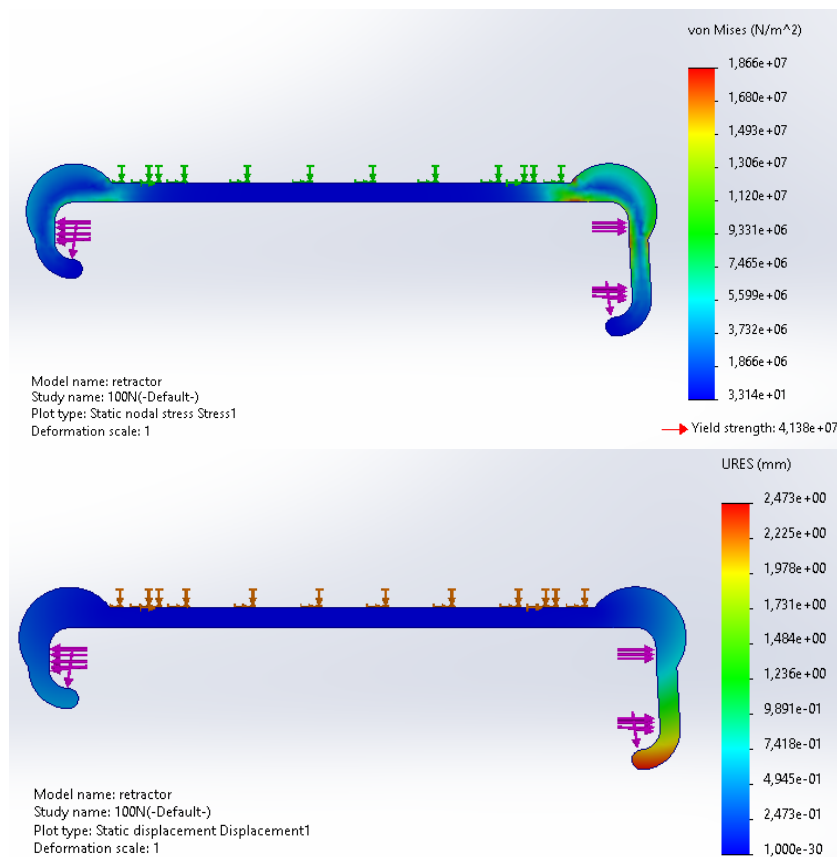 von Mises (N/m^2)
1,866e+07
1,680e+07
1,493e+07
1,306e+07
1,120e+07
9,331e+06
7,465e+06
5,599e+06
3,732e+06
1,866e+06
3,314e+01
Yield strength: 4,138e+07
Model name: retractor
Study name: 100N(-Default-)
Plot type: Static nodal stress Stress1
Deformation scale: 1
URES (mm)
2,473e+00
2,225e+00
1,978e+00
1,731e+00
1,484e+00
1,236e+00
9,891e-01
7,418e-01
4,945e-01
2,473e-01
1,000e-30
Model name: retractor
Study name: 100N(-Default-)
Plot type: Static displacement Displacement1
Deformation scale: 1